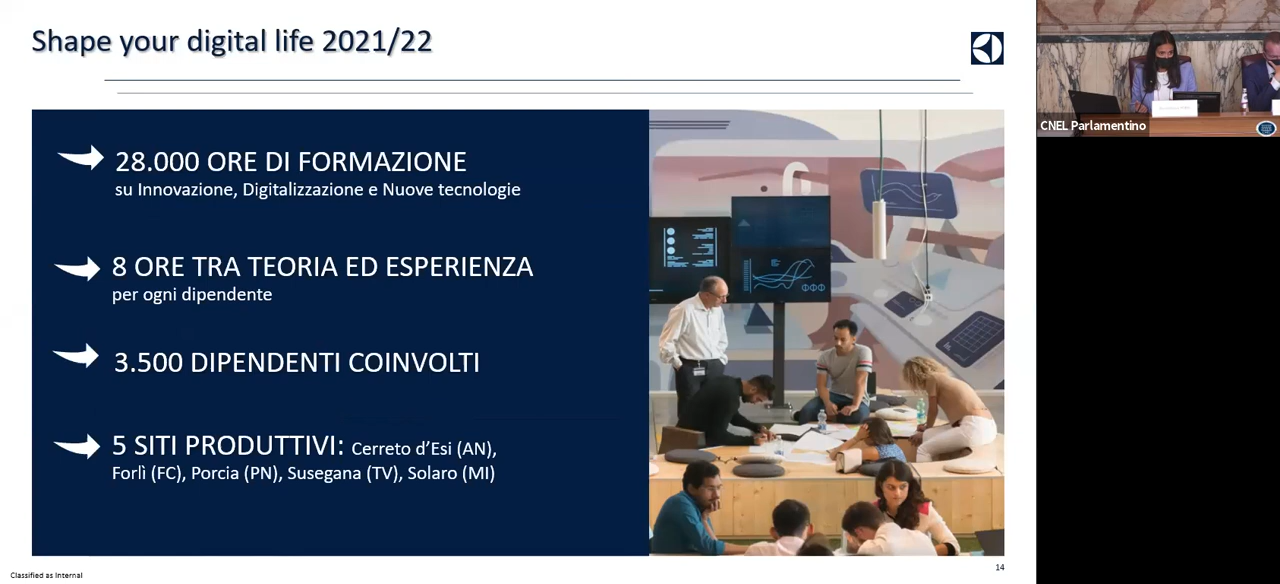 Shape your digital life 2021/22
28.000 ORE DI FORMAZIONE
su Innovazione, Digitalizzazione e Nuove tecnologie
8 ORE TRA TEORIA ED ESPERIENZA
per ogni dipendente
3.500 DIPENDENTI COINVOLTI
5 SITI PRODUTTIVI: Cerreto d'Esi (AN),
Forlì (FC), Porcia (PN), Susegana (TV), Solaro (MI)
Classified as Internal
14
CNEL Parlamentino